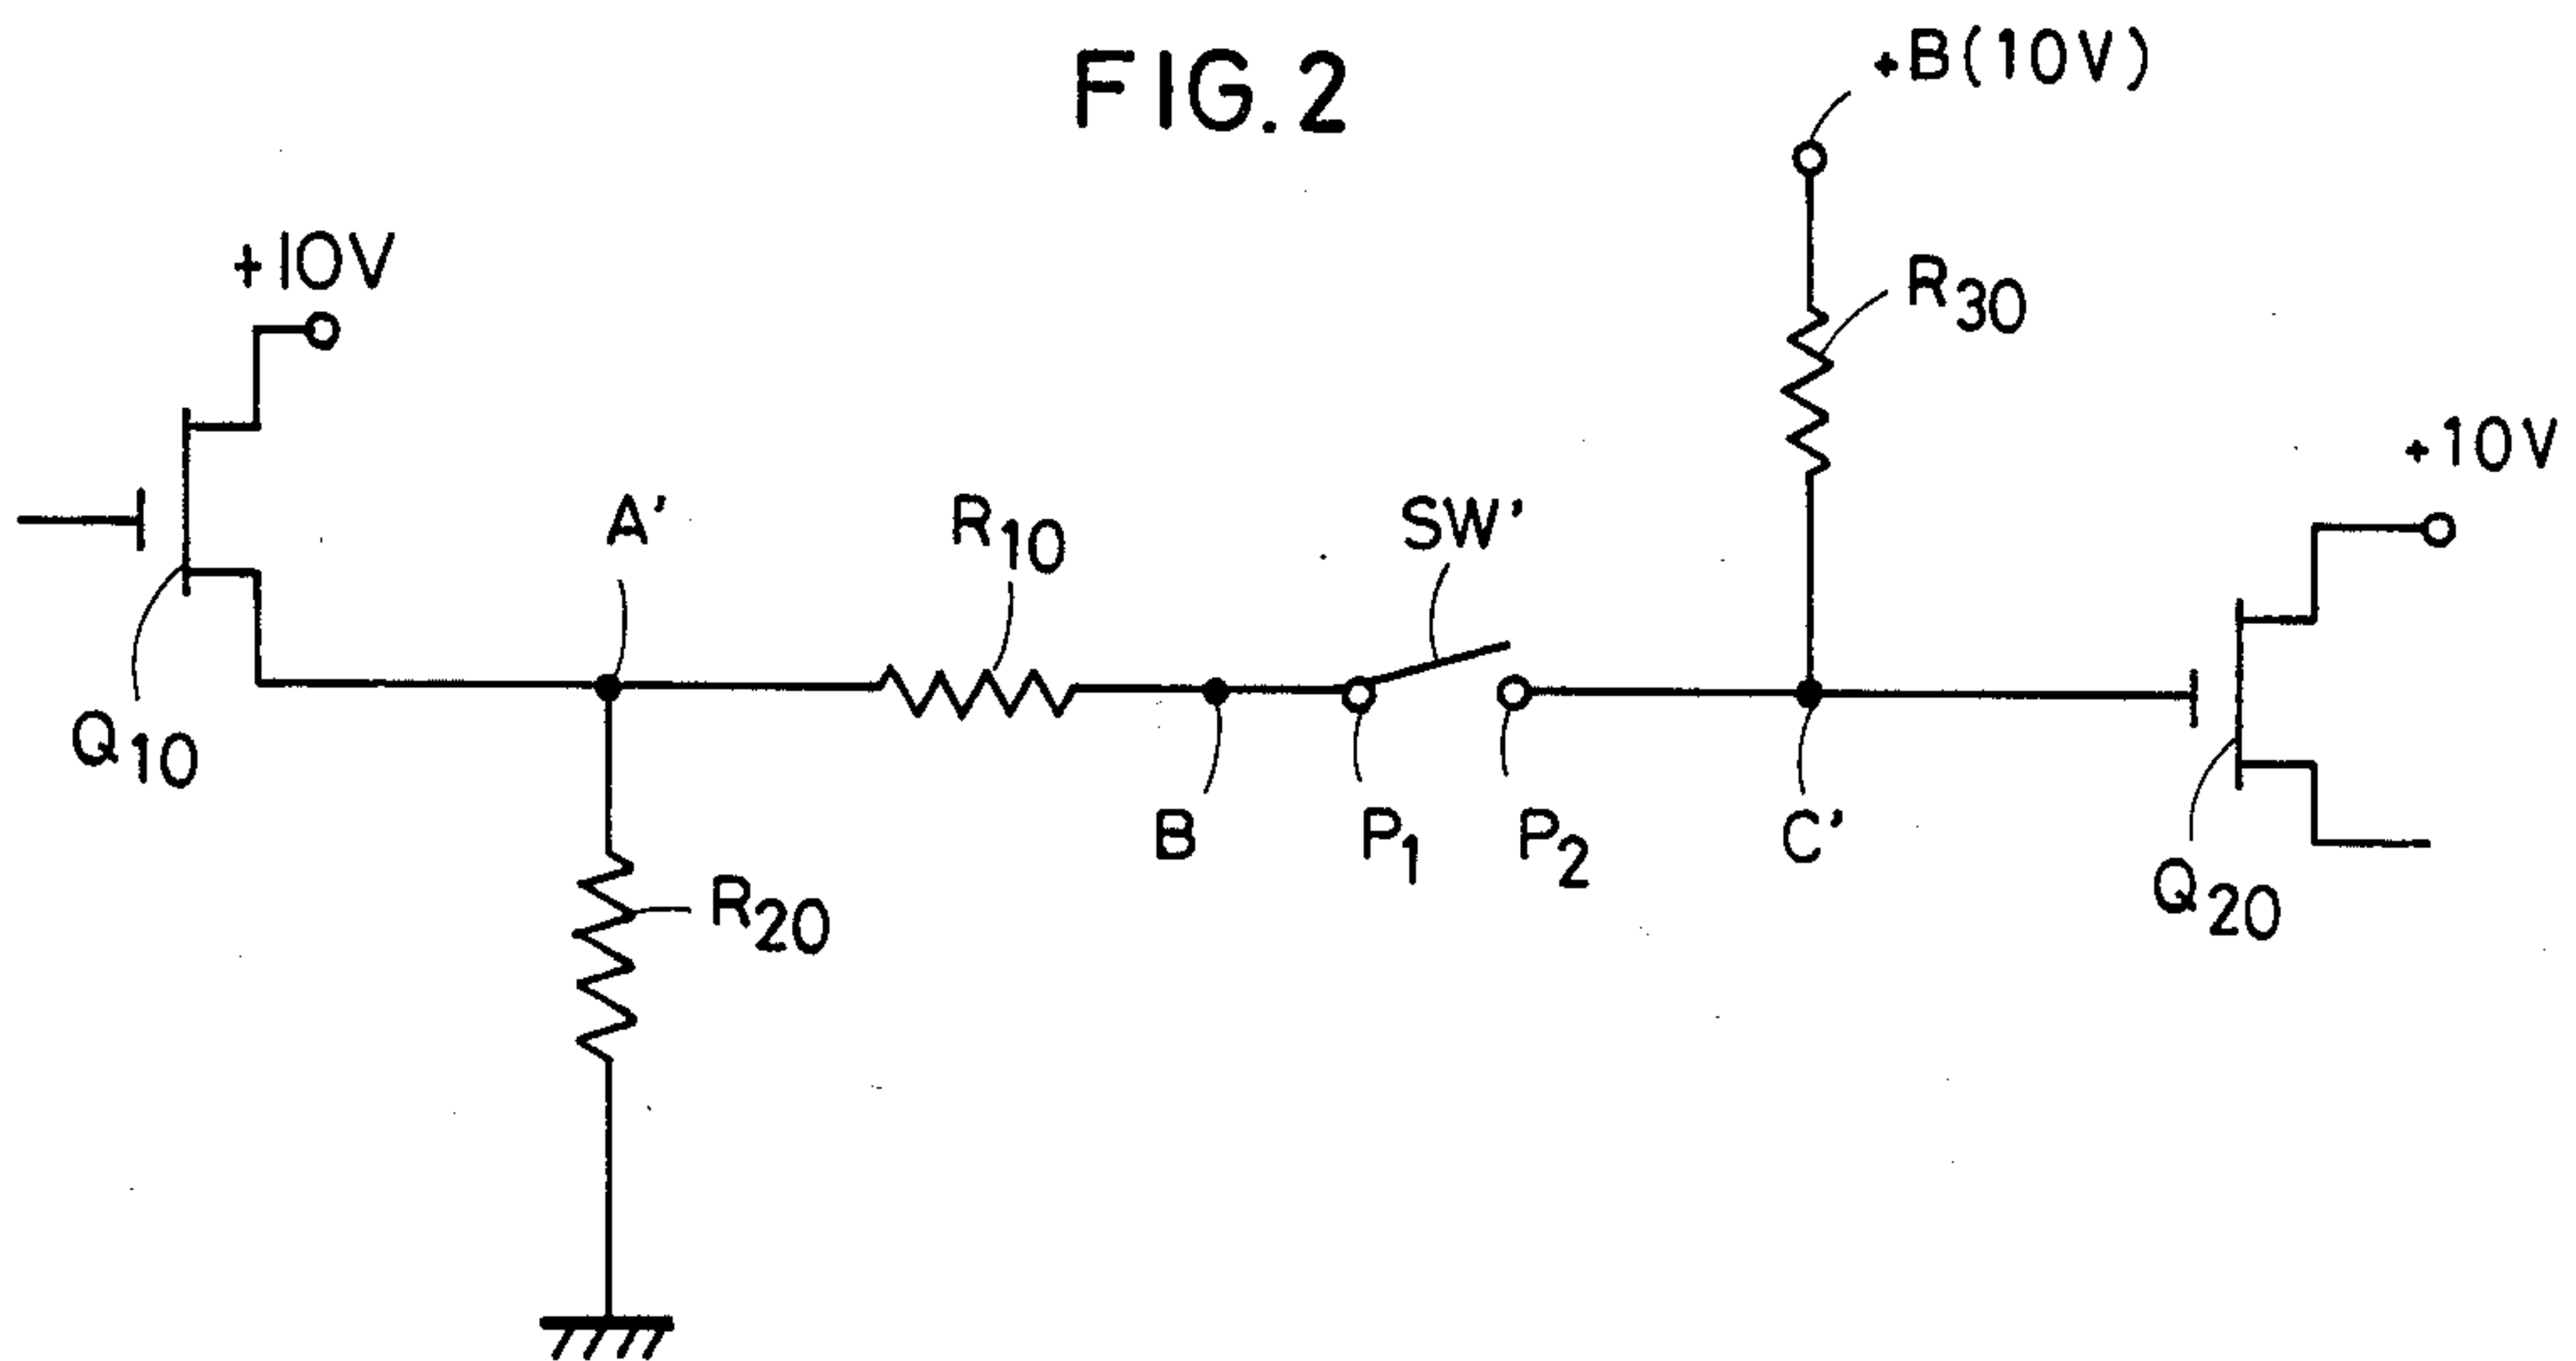 FIG.2
+B(10V)
+10V
R30
+10V
A'
R10
SW'
Q10
B
P1
P2
C'
R20
Q20